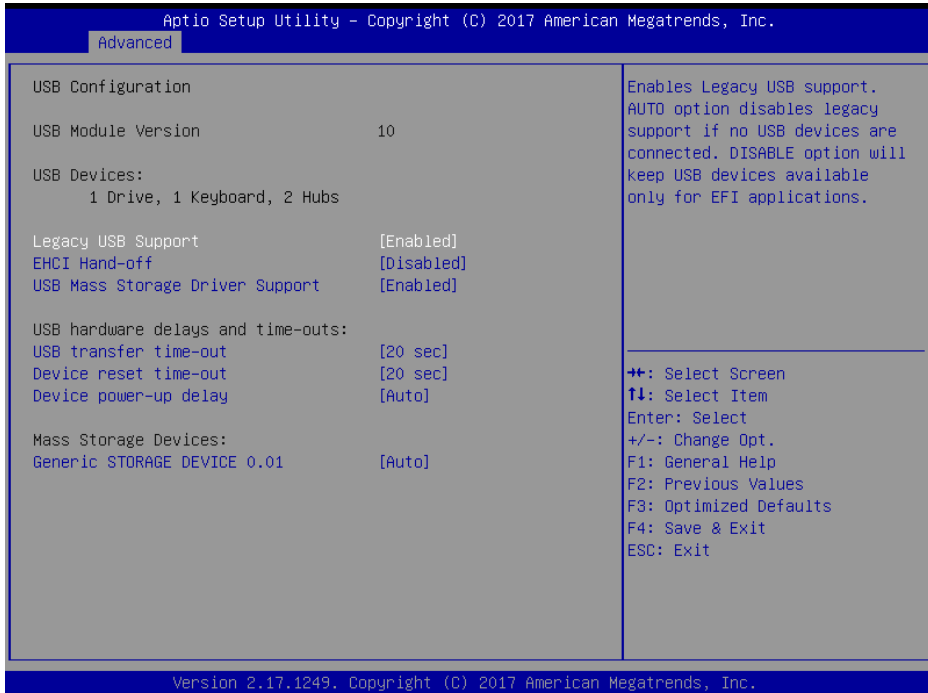 Aptio Setup Utility – Copyright (C) 2017 American Megatrends, Inc.
Advanced
USB Configuration
USB Module Version 10
USB Devices:
1 Drive, 1 Keyboard, 2 Hubs
Legacy USB Support [Enabled]
EHCI Hand-off [Disabled]
USB Mass Storage Driver Support [Enabled]
USB hardware delays and time-outs:
USB transfer time-out [20 sec]
Device reset time-out [20 sec]
Device power-up delay [Auto]
Mass Storage Devices:
Generic STORAGE DEVICE 0.01 [Auto]
Enables Legacy USB support.
AUTO option disables legacy
support if no USB devices are
connected. DISABLE option will
keep USB devices available
only for EFI applications.
→←: Select Screen
↑↓: Select Item
Enter: Select
+/-: Change Opt.
F1: General Help
F2: Previous Values
F3: Optimized Defaults
F4: Save & Exit
ESC: Exit
Version 2.17.1249. Copyright (C) 2017 American Megatrends, Inc.